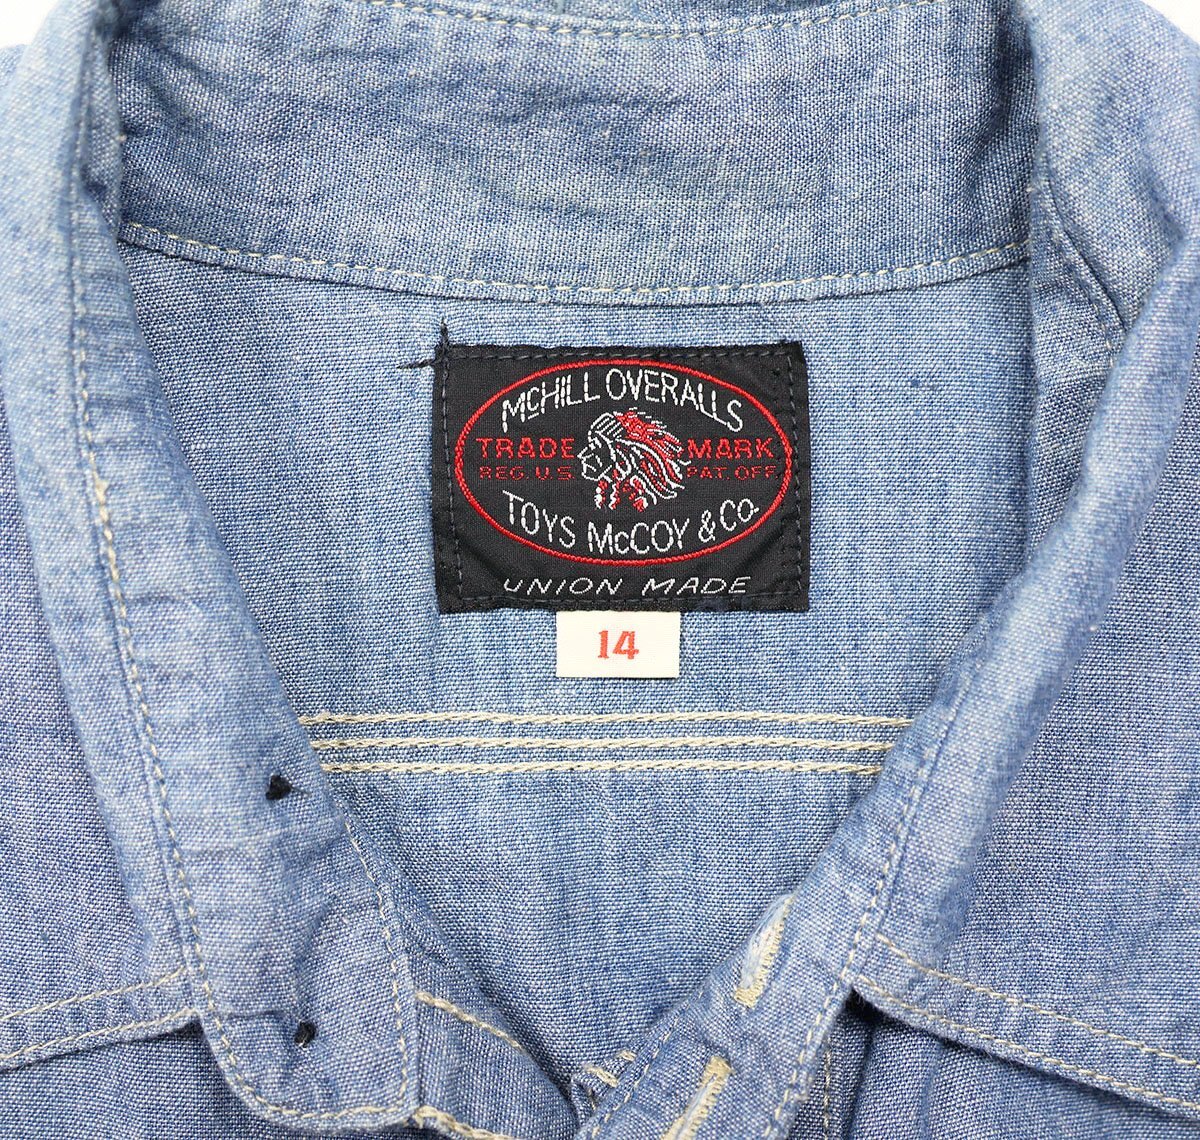 McHILL OVERALLS
TRADE MARK
REG. U.S. PAT. OFF.
TOYS McCOY & Co.
UNION MADE
14